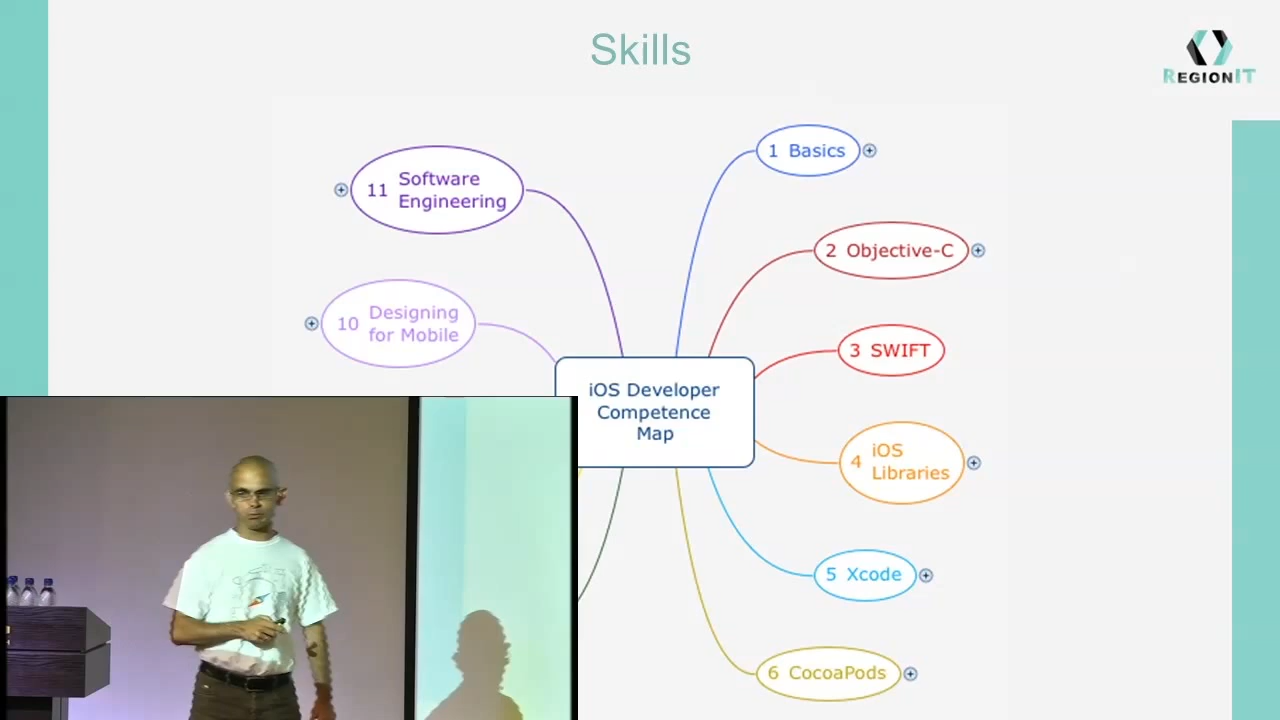 Skills
REGIONIT
1 Basics
2 Objective-C
3 SWIFT
4 iOS
Libraries
5 Xcode
6 CocoaPods
iOS Developer
Competence
Map
10 Designing
for Mobile
11 Software
Engineering